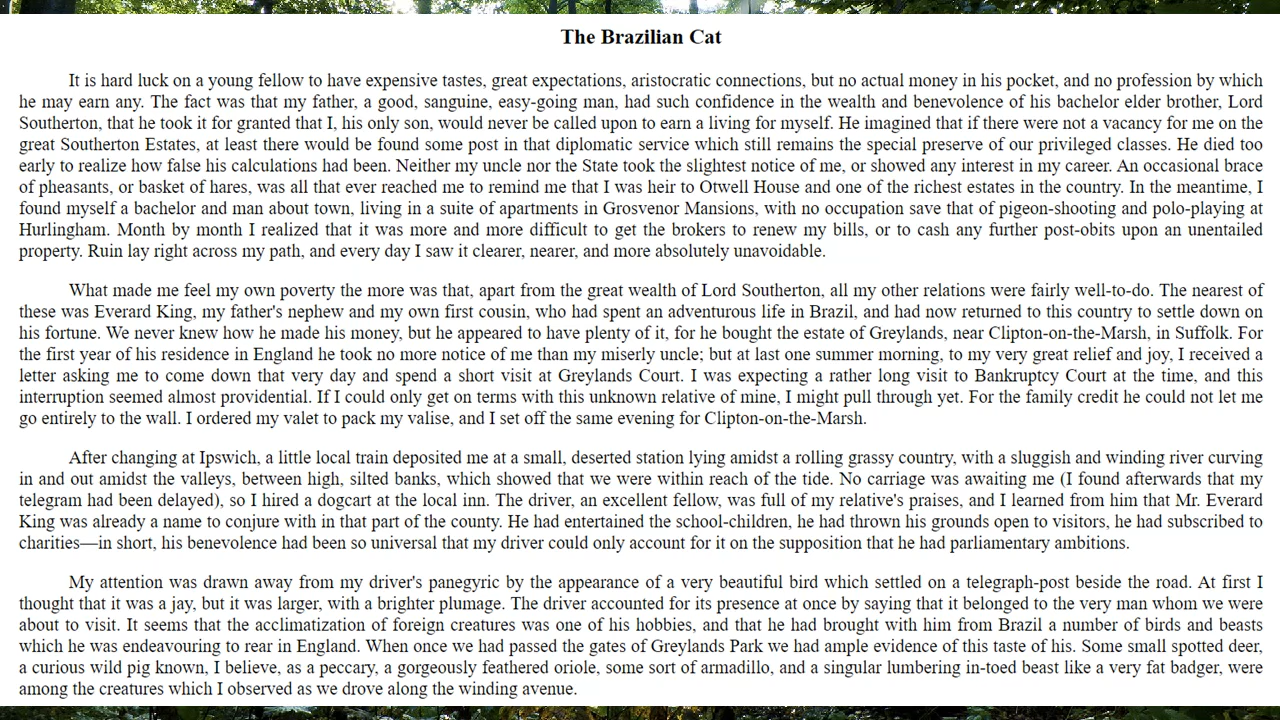 The Brazilian Cat
It is hard luck on a young fellow to have expensive tastes, great expectations, aristocratic connections, but no actual money in his pocket, and no profession by which
he may earn any. The fact was that my father, a good, sanguine, easy-going man, had such confidence in the wealth and benevolence of his bachelor elder brother, Lord
Southerton, that he took it for granted that I, his only son, would never be called upon to earn a living for myself. He imagined that if there were not a vacancy for me on the
great Southerton Estates, at least there would be found some post in that diplomatic service which still remains the special preserve of our privileged classes. He died too
early to realize how false his calculations had been. Neither my uncle nor the State took the slightest notice of me, or showed any interest in my career. An occasional brace
of pheasants, or basket of hares, was all that ever reached me to remind me that I was heir to Otwell House and one of the richest estates in the country. In the meantime, I
found myself a bachelor and man about town, living in a suite of apartments in Grosvenor Mansions, with no occupation save that of pigeon-shooting and polo-playing at
Hurlingham. Month by month I realized that it was more and more difficult to get the brokers to renew my bills, or to cash any further post-obits upon an unentailed
property. Ruin lay right across my path, and every day I saw it clearer, nearer, and more absolutely unavoidable.
What made me feel my own poverty the more was that, apart from the great wealth of Lord Southerton, all my other relations were fairly well-to-do. The nearest of
these was Everard King, my father's nephew and my own first cousin, who had spent an adventurous life in Brazil, and had now returned to this country to settle down on
his fortune. We never knew how he made his money, but he appeared to have plenty of it, for he bought the estate of Greylands, near Clipton-on-the-Marsh, in Suffolk. For
the first year of his residence in England he took no more notice of me than my miserly uncle; but at last one summer morning, to my very great relief and joy, I received a
letter asking me to come down that very day and spend a short visit at Greylands Court. I was expecting a rather long visit to Bankruptcy Court at the time, and this
interruption seemed almost providential. If I could only get on terms with this unknown relative of mine, I might pull through yet. For the family credit he could not let me
go entirely to the wall. I ordered my valet to pack my valise, and I set off the same evening for Clipton-on-the-Marsh.
After changing at Ipswich, a little local train deposited me at a small, deserted station lying amidst a rolling grassy country, with a sluggish and winding river curving
in and out amidst the valleys, between high, silted banks, which showed that we were within reach of the tide. No carriage was awaiting me (I found afterwards that my
telegram had been delayed), so I hired a dogcart at the local inn. The driver, an excellent fellow, was full of my relative's praises, and I learned from him that Mr. Everard
King was already a name to conjure with in that part of the county. He had entertained the school-children, he had thrown his grounds open to visitors, he had subscribed to
charities—in short, his benevolence had been so universal that my driver could only account for it on the supposition that he had parliamentary ambitions.
My attention was drawn away from my driver's panegyric by the appearance of a very beautiful bird which settled on a telegraph-post beside the road. At first I
thought that it was a jay, but it was larger, with a brighter plumage. The driver accounted for its presence at once by saying that it belonged to the very man whom we were
about to visit. It seems that the acclimatization of foreign creatures was one of his hobbies, and that he had brought with him from Brazil a number of birds and beasts
which he was endeavouring to rear in England. When once we had passed the gates of Greylands Park we had ample evidence of this taste of his. Some small spotted deer,
a curious wild pig known, I believe, as a peccary, a gorgeously feathered oriole, some sort of armadillo, and a singular lumbering in-toed beast like a very fat badger, were
among the creatures which I observed as we drove along the winding avenue.